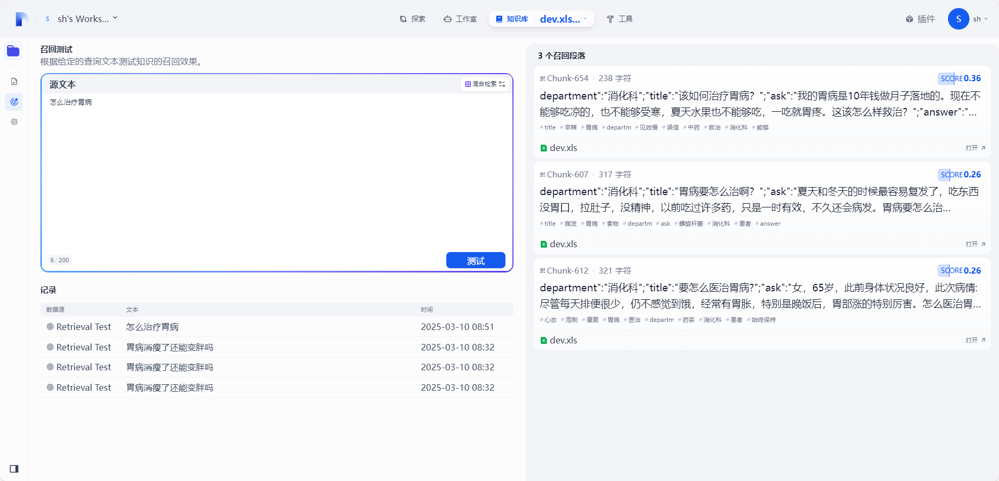 S sh's Works...
探索
工作室
知识库 / dev.xls...
工具
插件
S sh
召回测试
根据给定的查询文本测试知识的召回效果。
源文本
混合检索
怎么治疗胃病
6 / 200
测试
记录
数据源 文本 时间
Retrieval Test 怎么治疗胃病 2025-03-10 08:51
Retrieval Test 胃病消瘦了还能变胖吗 2025-03-10 08:32
Retrieval Test 胃病消瘦了还能变胖吗 2025-03-10 08:32
Retrieval Test 胃病消瘦了还能变胖吗 2025-03-10 08:32
3 个召回段落
Chunk-654 · 238 字符 SCORE 0.36
department":"消化科";"title":"该如何治疗胃病？";"ask":"我的胃病是10年钱做月子落地的。现在不
能够吃凉的，也不能够受寒，夏天水果也不能够吃，一吃就胃疼。这该怎么样救治？";"answer":"...
# title # 辛辣 # 胃病 # departm # 见效慢 # 误信 # 中药 # 救治 # 消化科 # 能够
dev.xls 打开
Chunk-607 · 317 字符 SCORE 0.26
department":"消化科";"title":"胃病要怎么治啊？";"ask":"夏天和冬天的时候最容易复发了，吃东西
没胃口，拉肚子，没精神，以前吃过许多药，只是一时有效，不久还会病发。胃病要怎么治...
# title # 病发 # 胃病 # 食物 # departm # ask # 螺旋杆菌 # 消化科 # 患者 # answer
dev.xls 打开
Chunk-612 · 321 字符 SCORE 0.26
department":"消化科";"title":"要怎么医治胃病?";"ask":"女，65岁，此前身体状况良好，此次病情:
尽管每天排便很少，仍不感觉到饿，经常有胃胀，特别是晚饭后，胃部涨的特别厉害。怎么医治胃...
# 心态 # 泡制 # 康复 # 胃病 # 医治 # departm # 药茶 # 消化科 # 患者 # 始终保持
dev.xls 打开